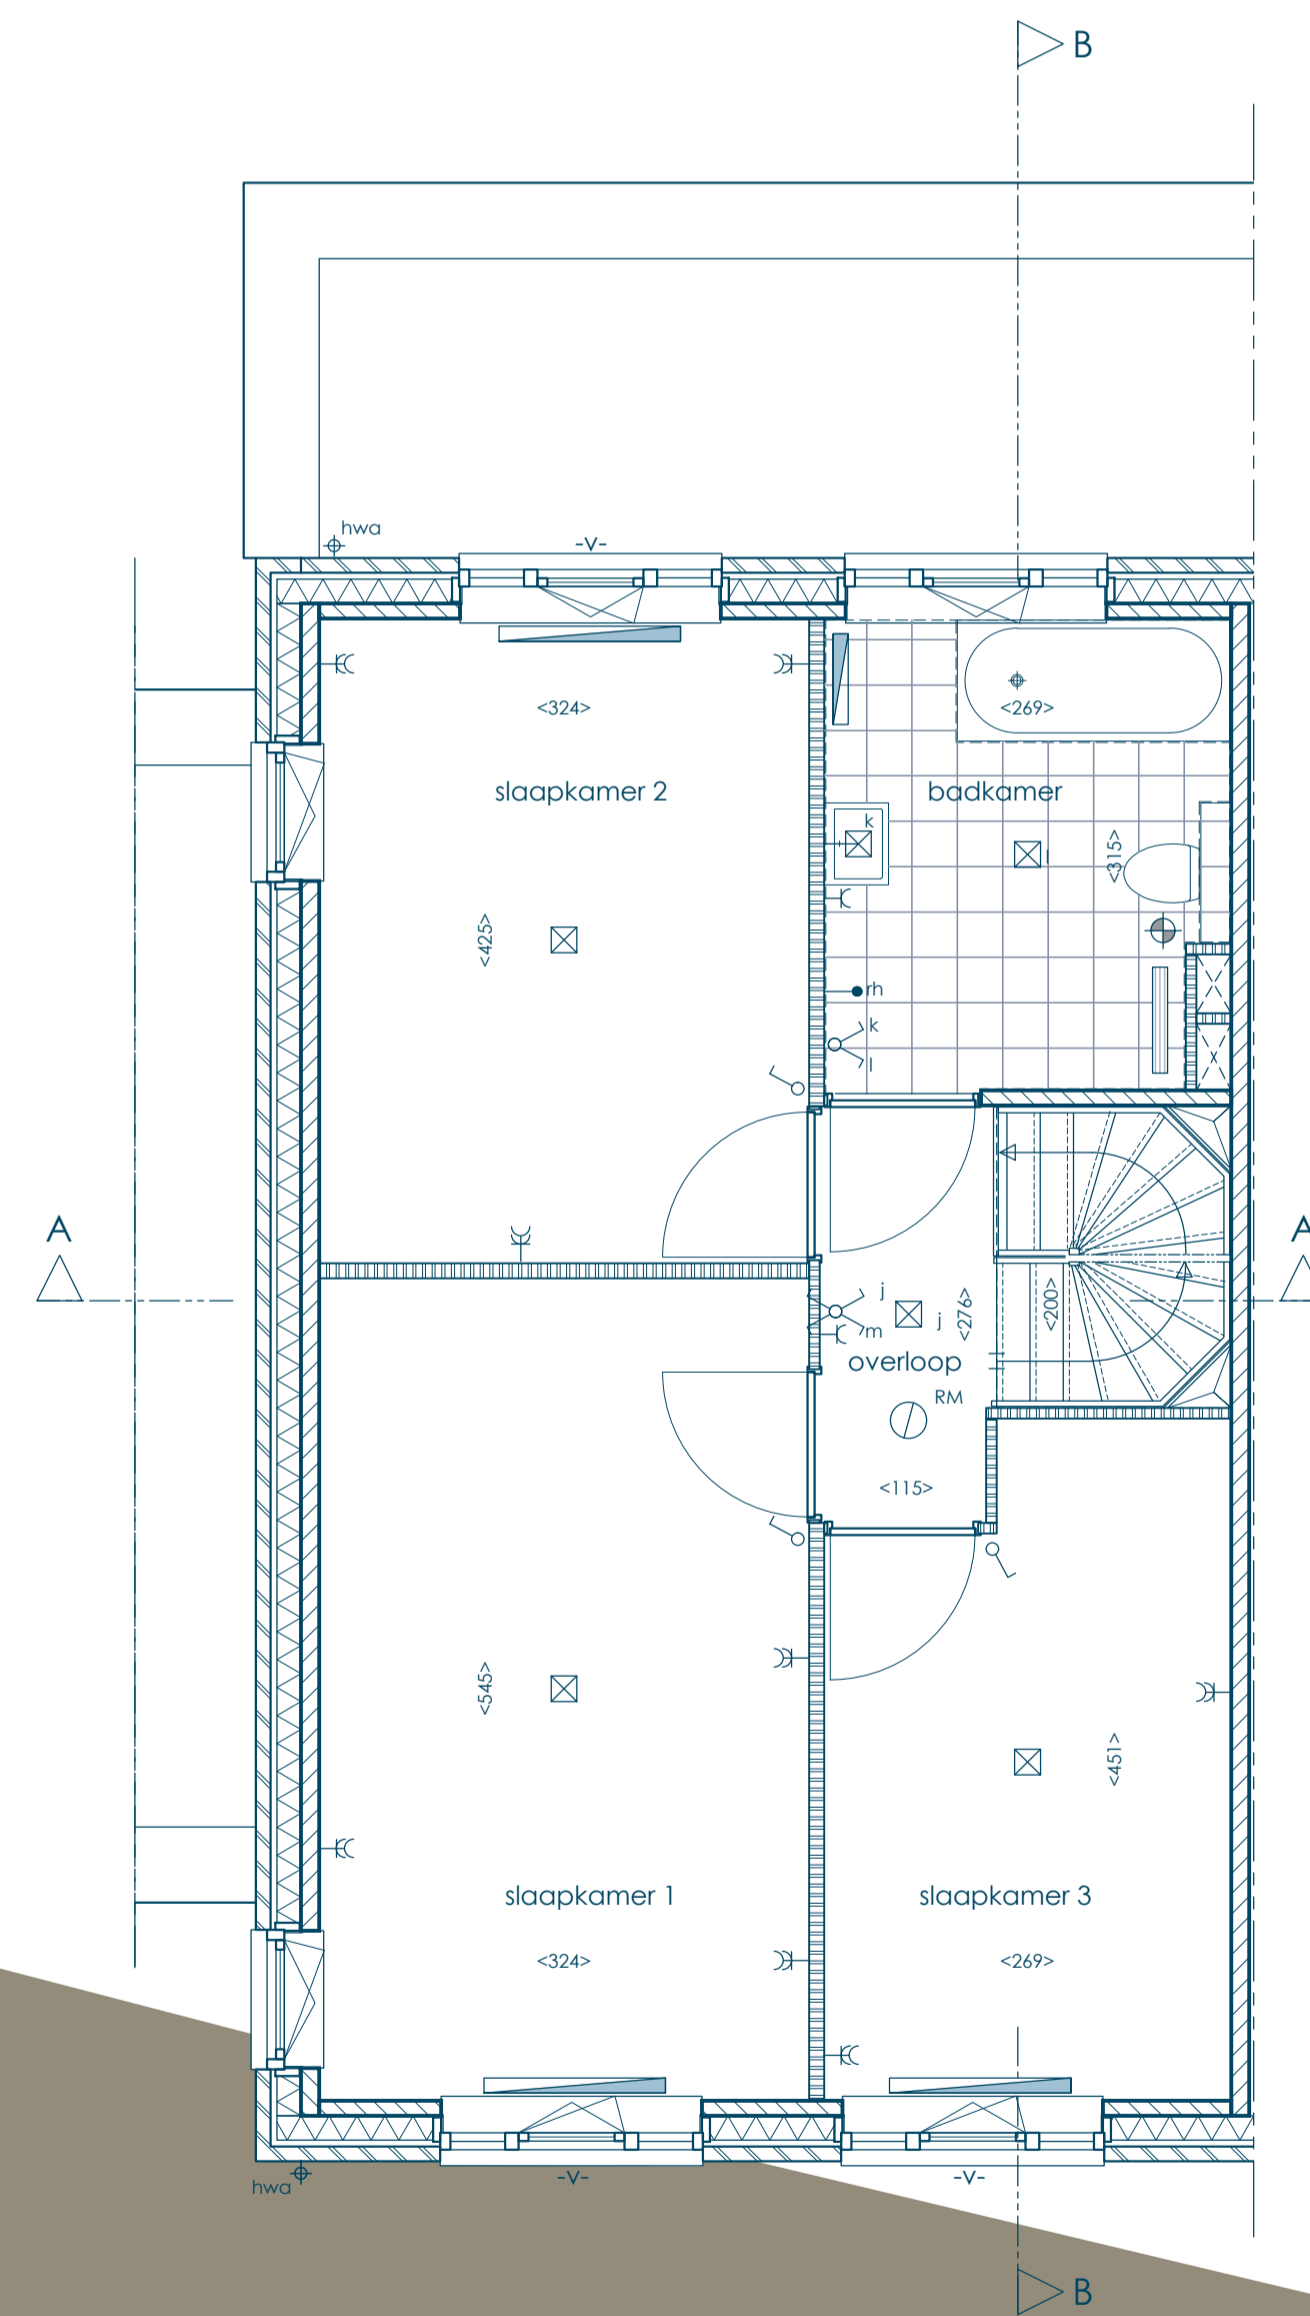 B
hwa
-v-
<324>
<269>
slaapkamer 2
badkamer
k
l
<315>
<425>
rh
k
l
A
A
j
m
j
<276>
<200>
overloop
RM
<115>
<545>
<451>
slaapkamer 1
slaapkamer 3
<324>
<269>
hwa
-v-
-v-
B